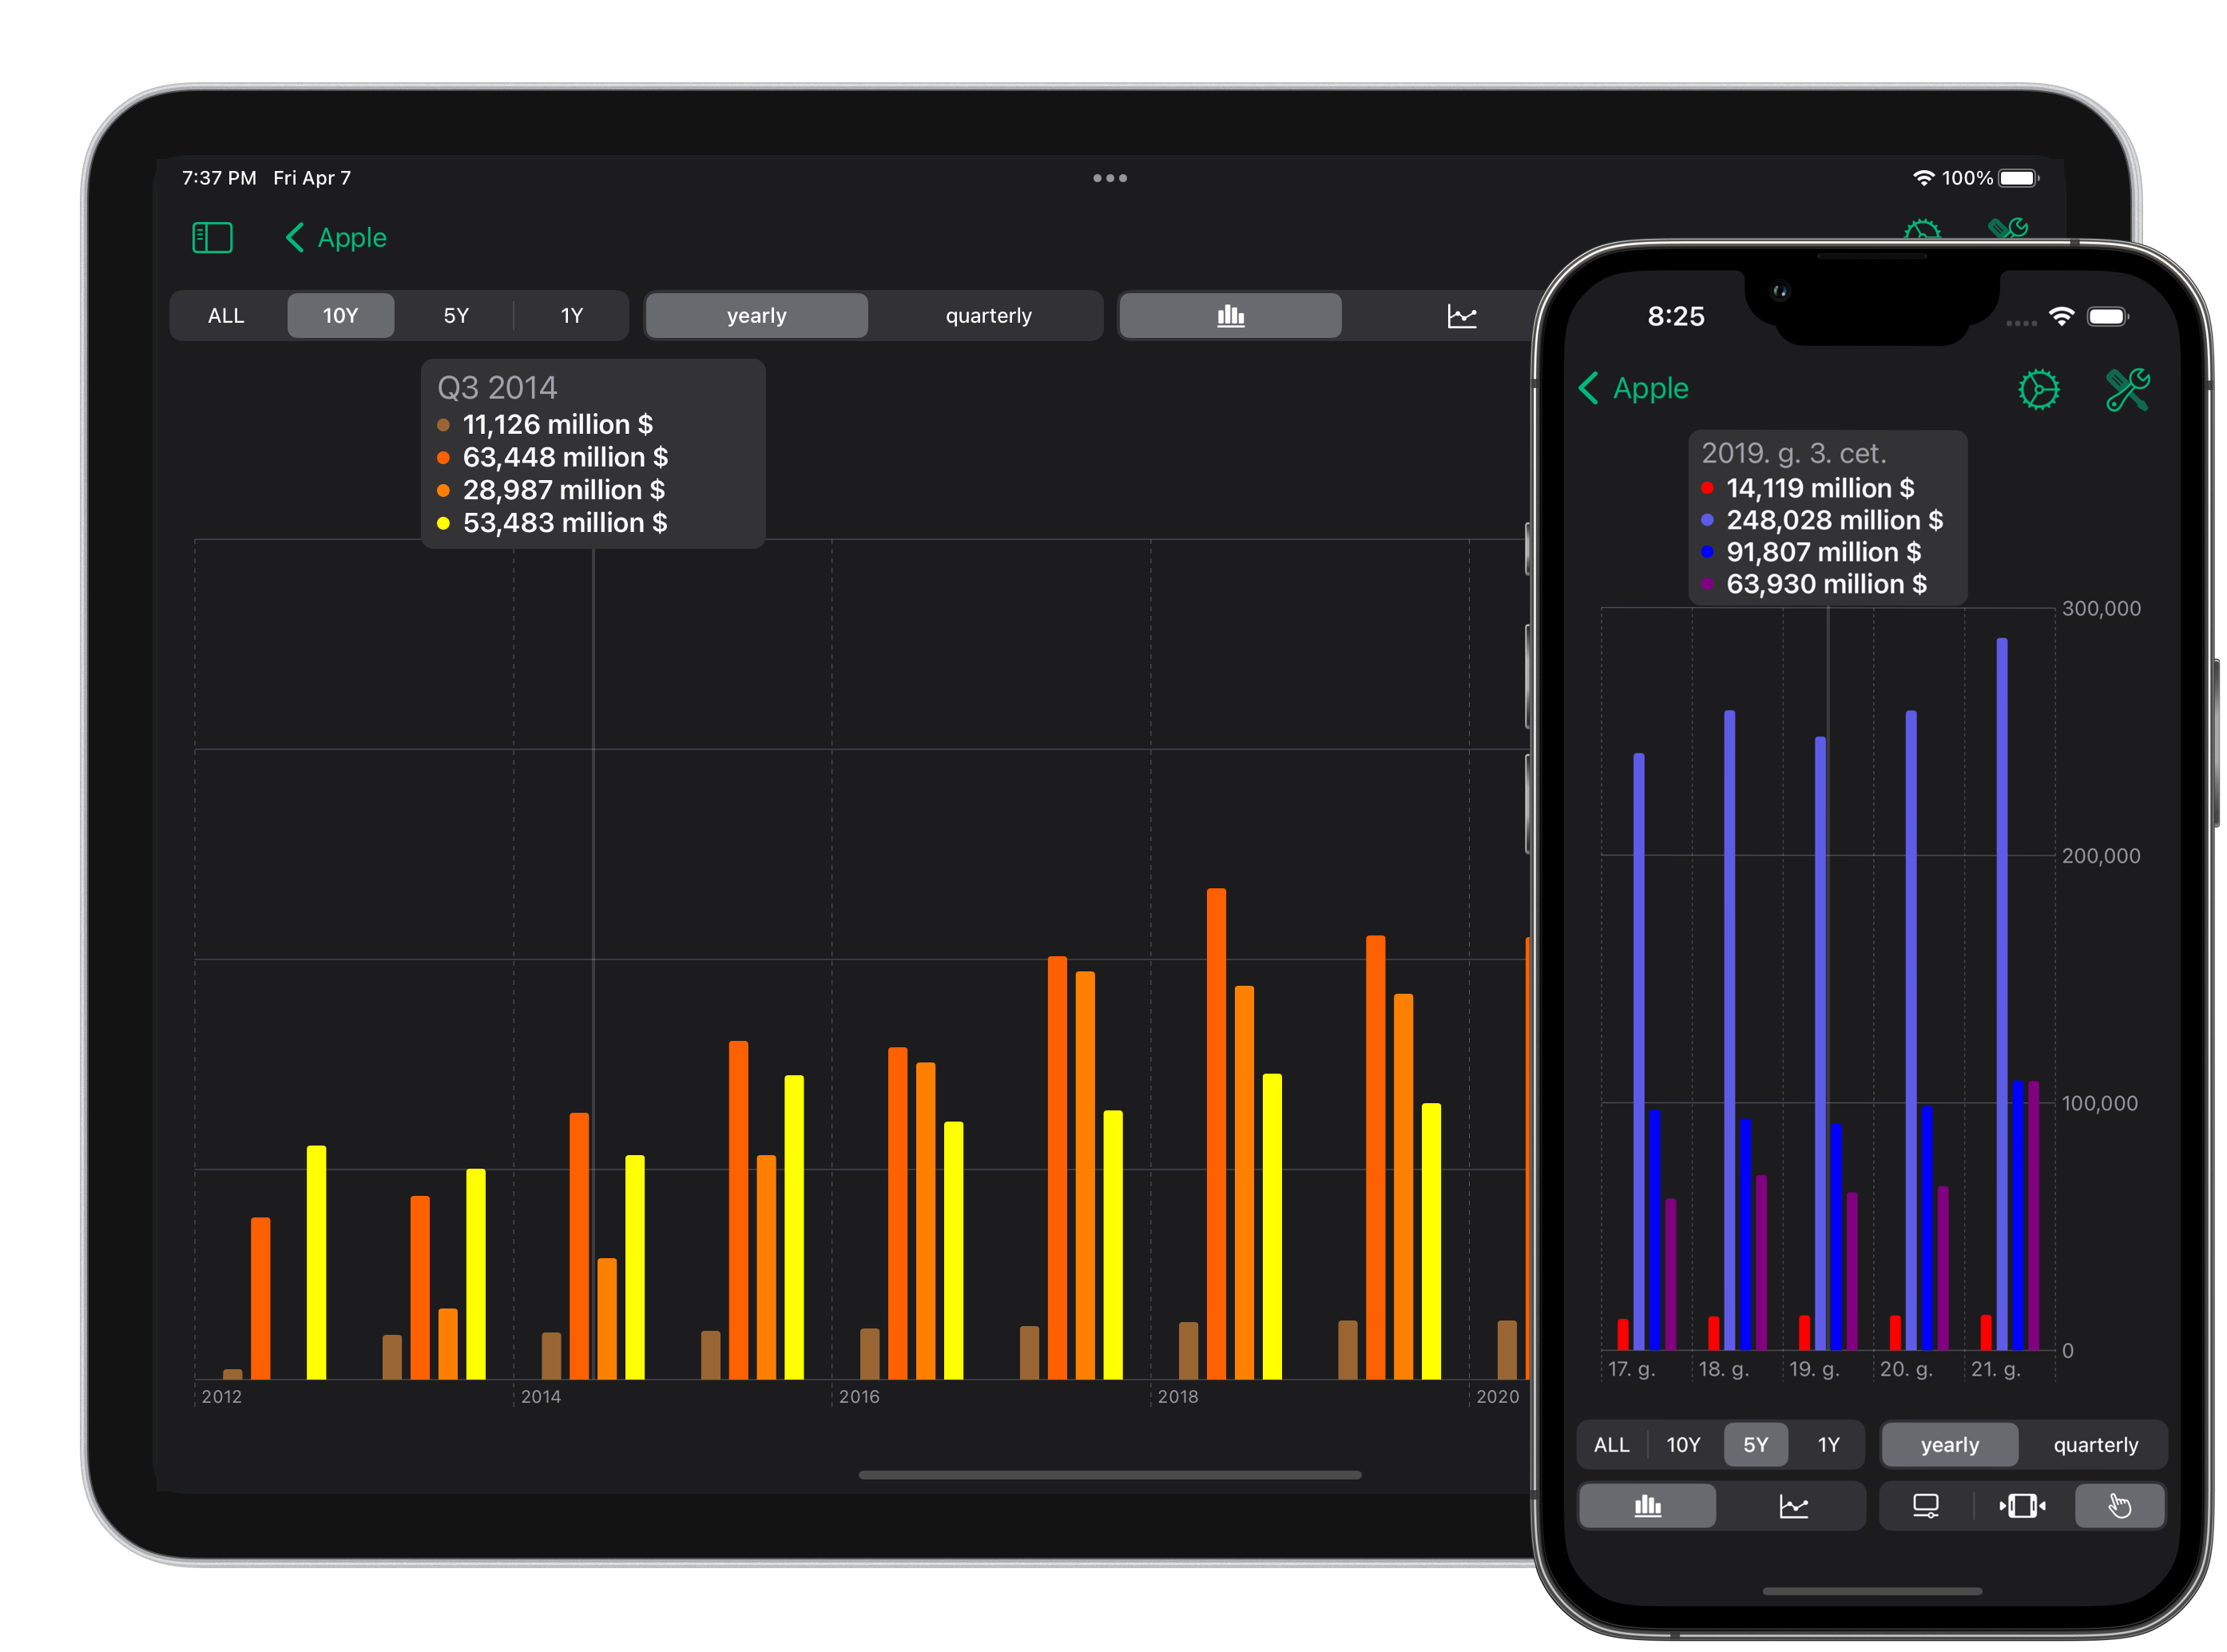 7:37 PM Fri Apr 7
100%
Apple
ALL 10Y 5Y 1Y
yearly quarterly
Q3 2014
11,126 million $
63,448 million $
28,987 million $
53,483 million $
2012 2014 2016 2018 2020
8:25
Apple
2019. g. 3. cet.
14,119 million $
248,028 million $
91,807 million $
63,930 million $
300,000
200,000
100,000
0
17. g. 18. g. 19. g. 20. g. 21. g.
ALL 10Y 5Y 1Y
yearly quarterly